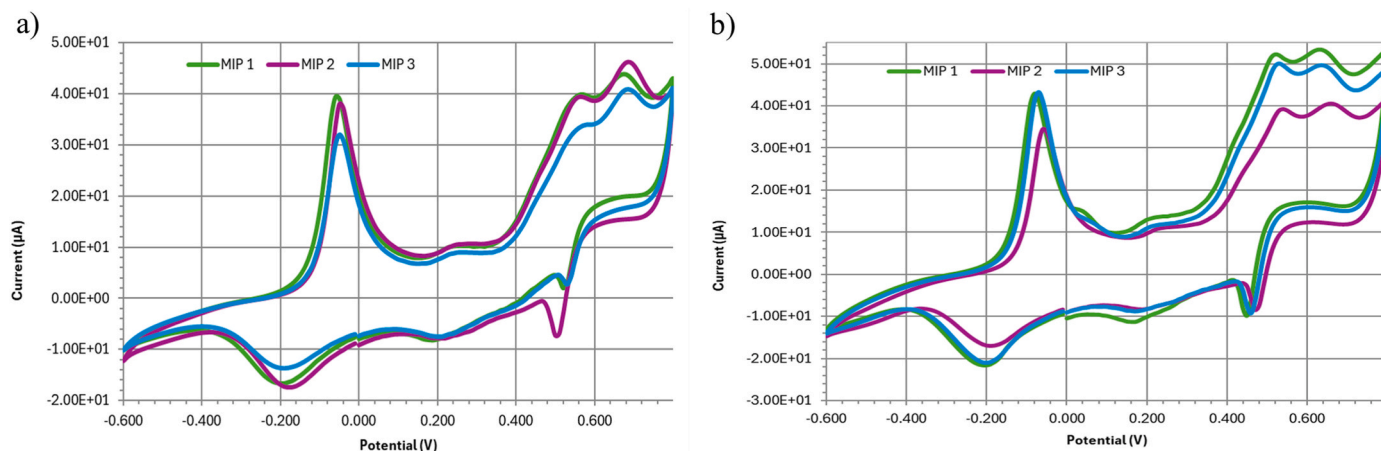 a)
5.00E+01
4.00E+01
3.00E+01
2.00E+01
1.00E+01
0.00E+00
-1.00E+01
-2.00E+01
MIP 1 MIP 2 MIP 3
Current (µA)
-0.600 -0.400 -0.200 0.000 0.200 0.400 0.600
Potential (V)
b)
5.00E+01
4.00E+01
3.00E+01
2.00E+01
1.00E+01
0.00E+00
-1.00E+01
-2.00E+01
-3.00E+01
MIP 1 MIP 2 MIP 3
Current (µA)
-0.600 -0.400 -0.200 0.000 0.200 0.400 0.600
Potential (V)